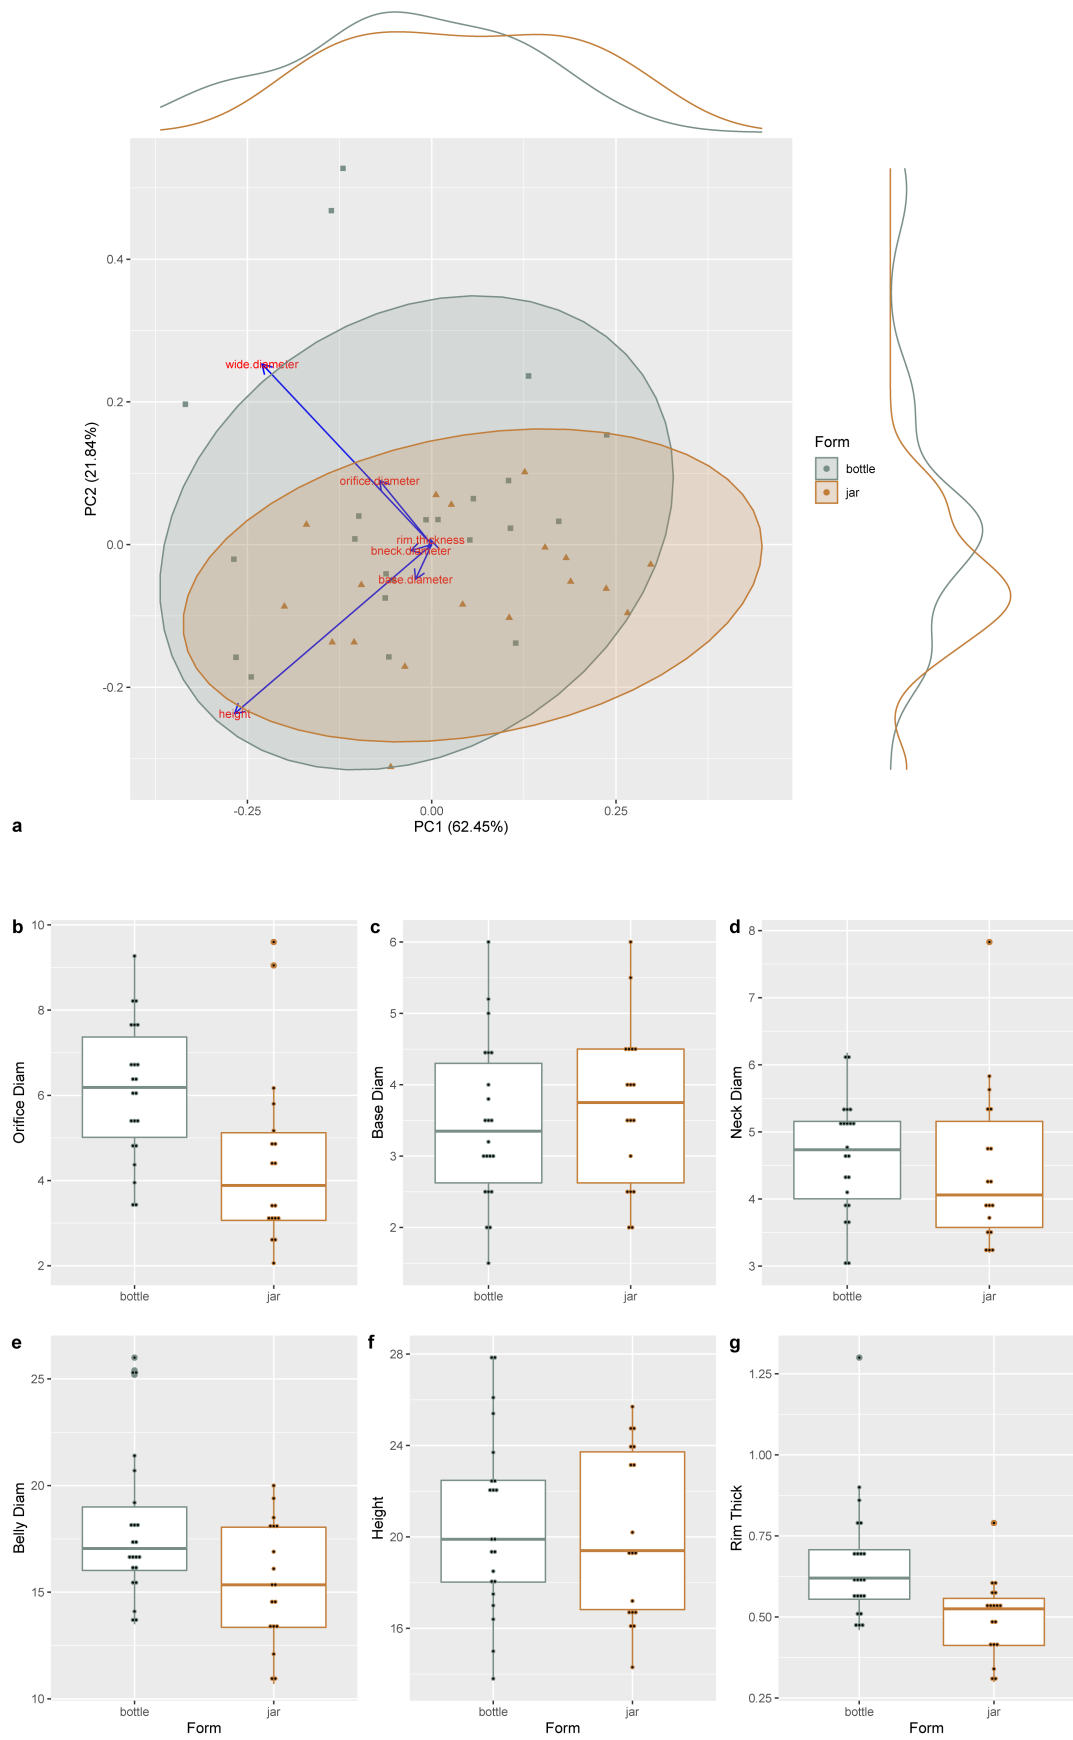 0.4
0.2
0.0
-0.2
PC2 (21.84%)
wide.diameter
orifice.diameter
rim.thickness
bneck.diameter
base.diameter
height
-0.25 0.00 0.25
PC1 (62.45%)
Form
bottle
jar
a
b
10
8
6
4
2
Orifice Diam
bottle jar
c
6
5
4
3
2
Base Diam
bottle jar
d
8
7
6
5
4
3
Neck Diam
bottle jar
e
25
20
15
10
Belly Diam
bottle jar
Form
f
28
24
20
16
Height
bottle jar
Form
g
1.25
1.00
0.75
0.50
0.25
Rim Thick
bottle jar
Form